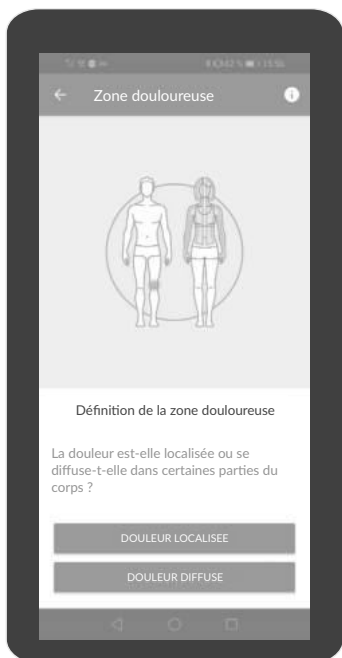 Zone douloureuse
Définition de la zone douloureuse
La douleur est-elle localisée ou se
diffuse-t-elle dans certaines parties du
corps ?
DOULEUR LOCALISEE
DOULEUR DIFFUSE